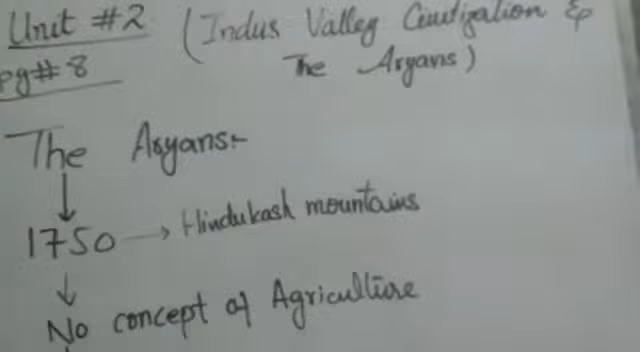 Unit #2 (Indus Valley Civilization &
pg# 8 The Aryans)
The Aryans:-
↓
1750 → Hindukash mountains
↓
No concept of Agriculture